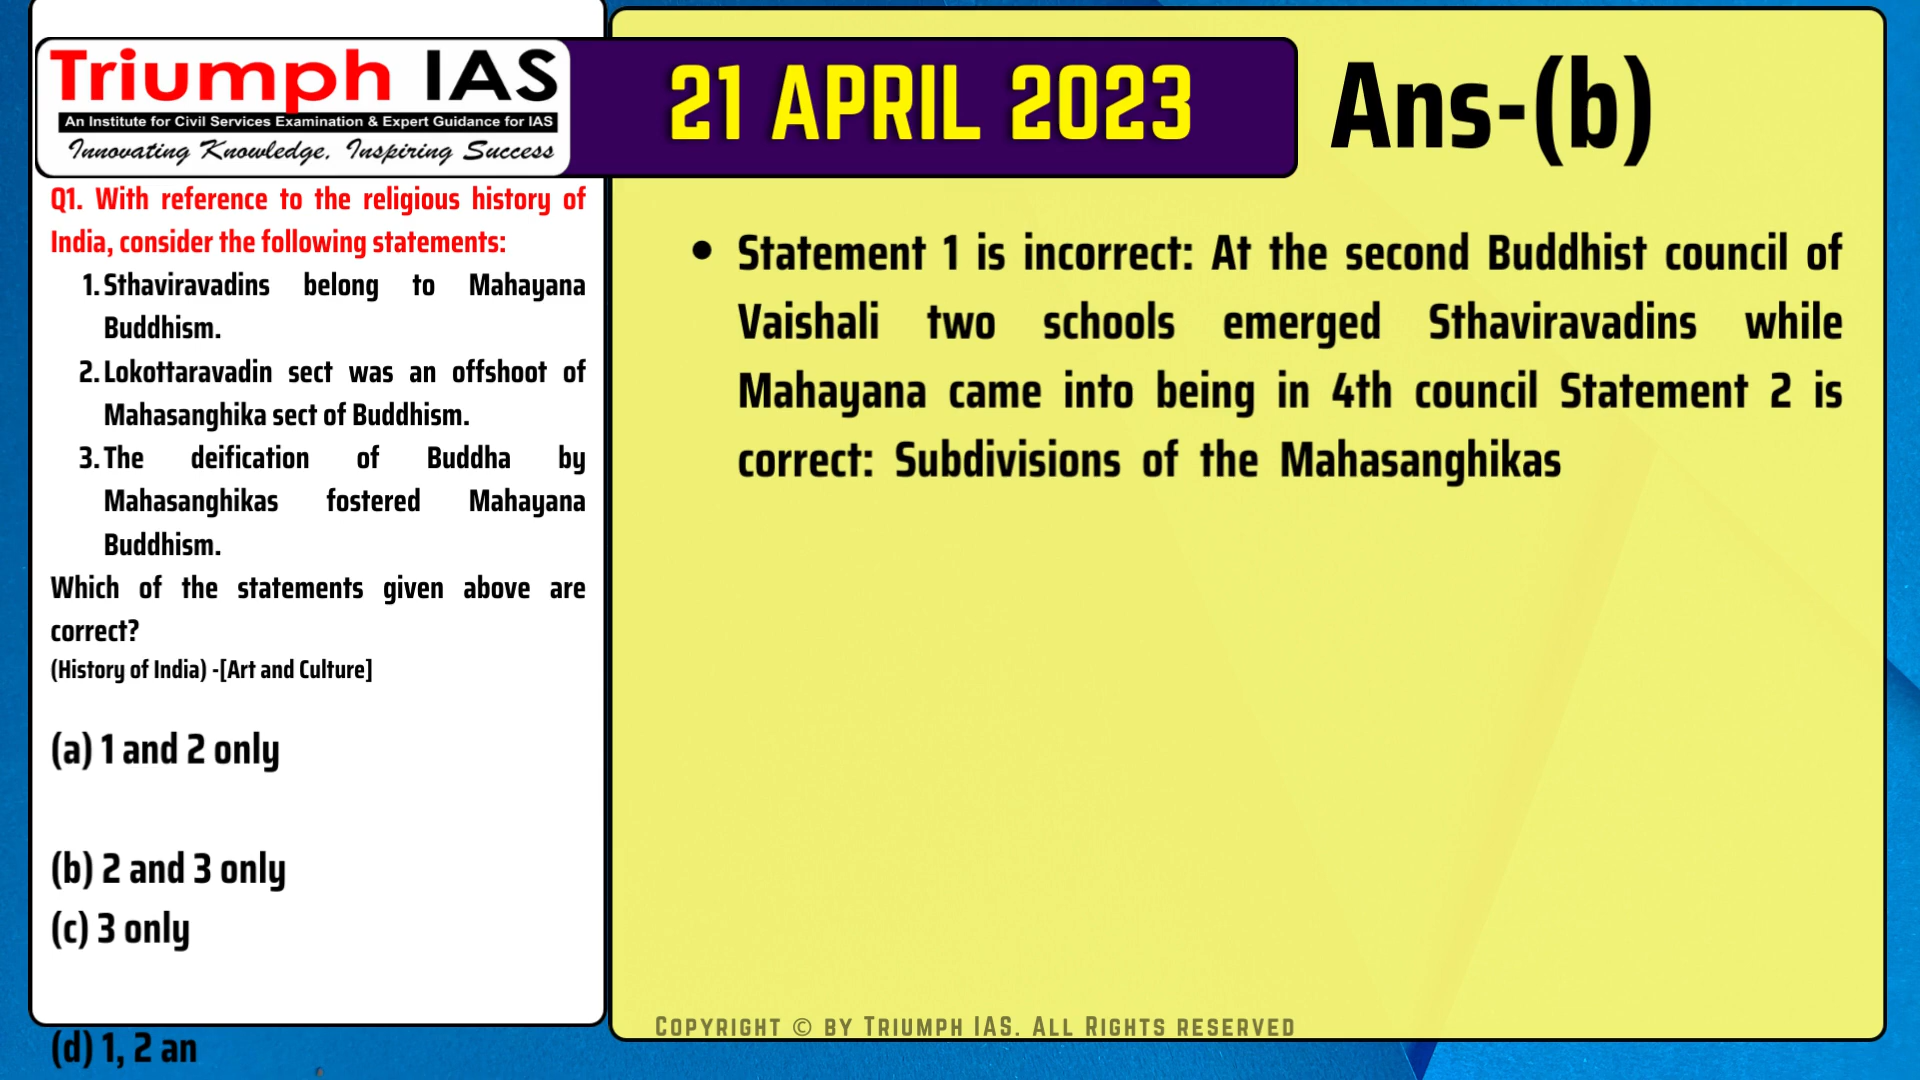 Triumph IAS
An Institute for Civil Services Examination & Expert Guidance for IAS
Innovating Knowledge, Inspiring Success
21 APRIL 2023
Ans-(b)
Q1. With reference to the religious history of
India, consider the following statements:
1. Sthaviravadins belong to Mahayana
Buddhism.
2. Lokottaravadin sect was an offshoot of
Mahasanghika sect of Buddhism.
3. The deification of Buddha by
Mahasanghikas fostered Mahayana
Buddhism.
Which of the statements given above are
correct?
(History of India) -[Art and Culture]
(a) 1 and 2 only
(b) 2 and 3 only
(c) 3 only
(d) 1, 2 an
• Statement 1 is incorrect: At the second Buddhist council of
Vaishali two schools emerged Sthaviravadins while
Mahayana came into being in 4th council Statement 2 is
correct: Subdivisions of the Mahasanghikas
COPYRIGHT © BY TRIUMPH IAS. ALL RIGHTS RESERVED